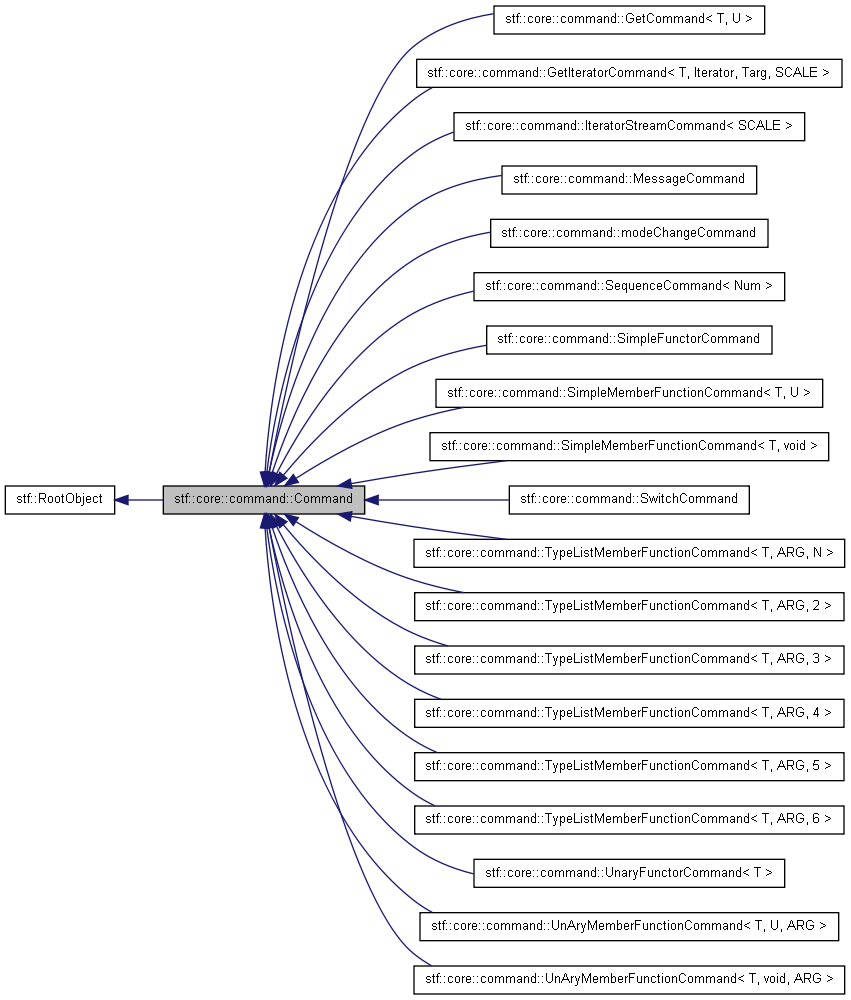 stf::core::command::GetCommand< T, U >
stf::core::command::GetIteratorCommand< T, Iterator, Targ, SCALE >
stf::core::command::IteratorStreamCommand< SCALE >
stf::core::command::MessageCommand
stf::core::command::modeChangeCommand
stf::core::command::SequenceCommand< Num >
stf::core::command::SimpleFunctorCommand
stf::core::command::SimpleMemberFunctionCommand< T, U >
stf::core::command::SimpleMemberFunctionCommand< T, void >
stf::RootObject
stf::core::command::Command
stf::core::command::SwitchCommand
stf::core::command::TypeListMemberFunctionCommand< T, ARG, N >
stf::core::command::TypeListMemberFunctionCommand< T, ARG, 2 >
stf::core::command::TypeListMemberFunctionCommand< T, ARG, 3 >
stf::core::command::TypeListMemberFunctionCommand< T, ARG, 4 >
stf::core::command::TypeListMemberFunctionCommand< T, ARG, 5 >
stf::core::command::TypeListMemberFunctionCommand< T, ARG, 6 >
stf::core::command::UnaryFunctorCommand< T >
stf::core::command::UnAryMemberFunctionCommand< T, U, ARG >
stf::core::command::UnAryMemberFunctionCommand< T, void, ARG >